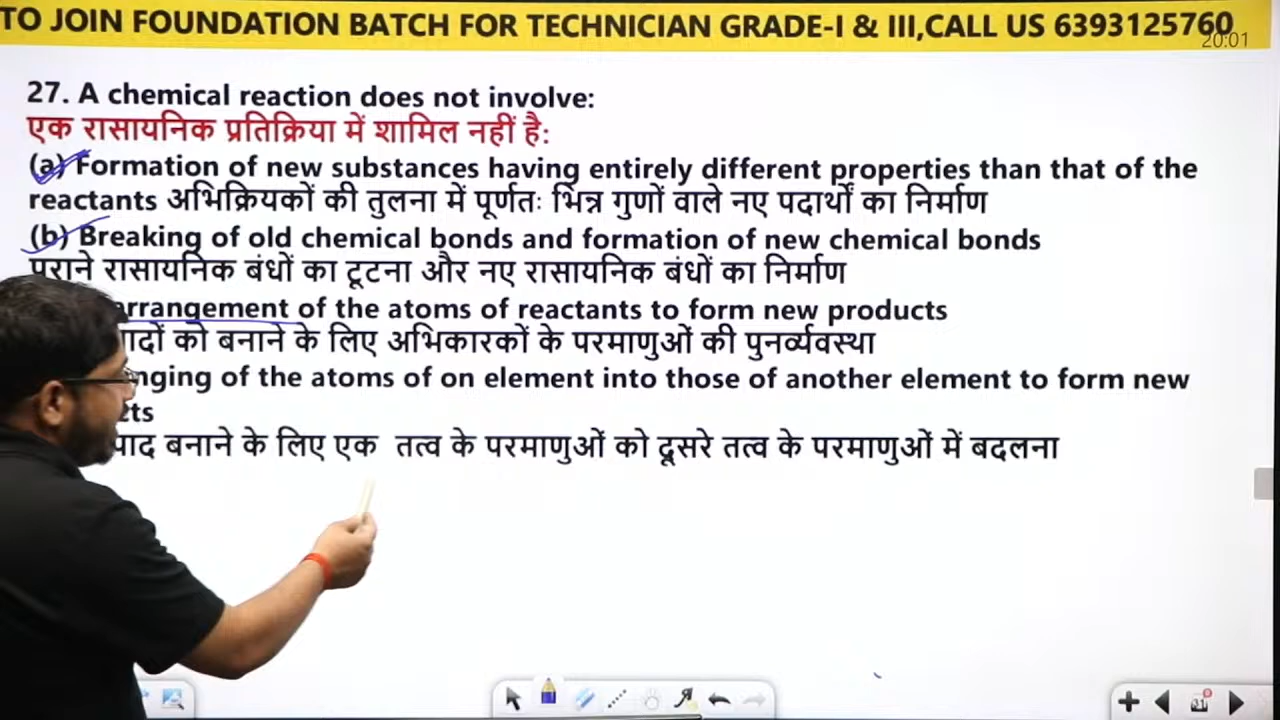 TO JOIN FOUNDATION BATCH FOR TECHNICIAN GRADE-I & III,CALL US 6393125760
20:01
27. A chemical reaction does not involve:
एक रासायनिक प्रतिक्रिया में शामिल नहीं है:
(a) Formation of new substances having entirely different properties than that of the
reactants अभिक्रियकों की तुलना में पूर्णतः भिन्न गुणों वाले नए पदार्थों का निर्माण
(b) Breaking of old chemical bonds and formation of new chemical bonds
पुराने रासायनिक बंधों का टूटना और नए रासायनिक बंधों का निर्माण
arrangement of the atoms of reactants to form new products
ादों को बनाने के लिए अभिकारकों के परमाणुओं की पुनर्व्यवस्था
nging of the atoms of on element into those of another element to form new
cts
पाद बनाने के लिए एक तत्व के परमाणुओं को दूसरे तत्व के परमाणुओं में बदलना